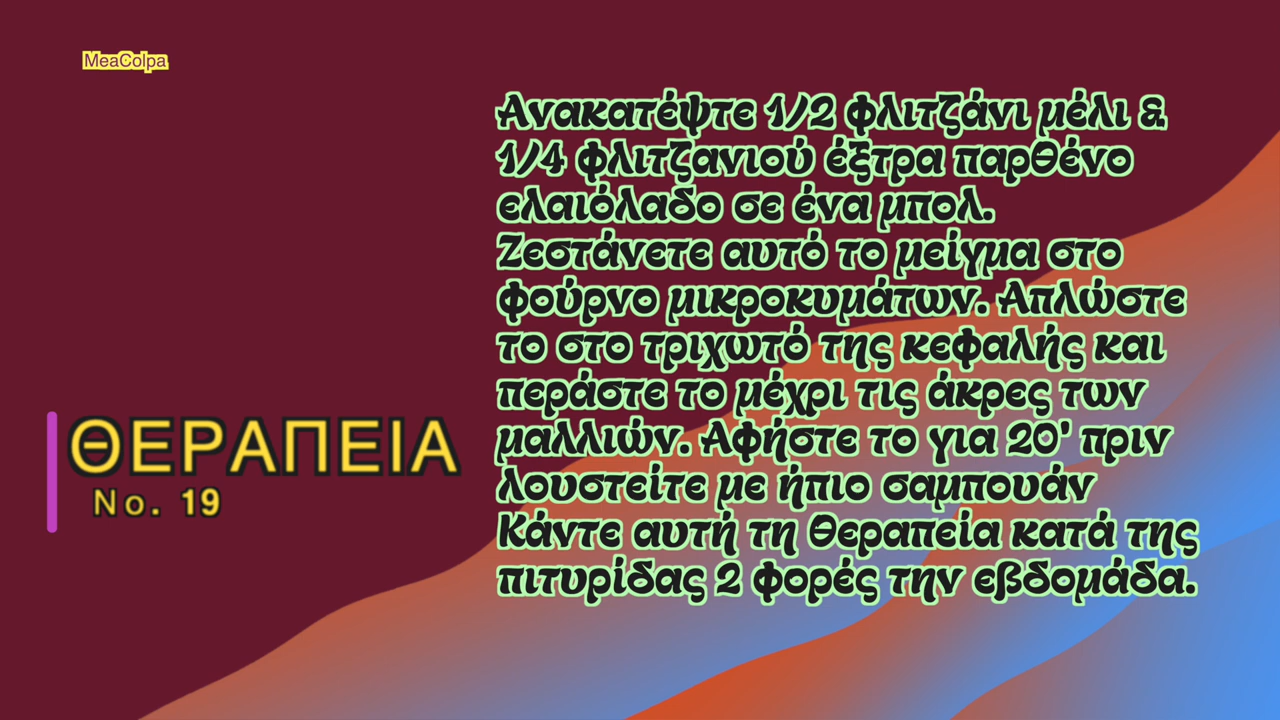 MeaColpa
Ανακατέψτε 1/2 φλιτζάνι μέλι &
1/4 φλιτζανιού έξτρα παρθένο
ελαιόλαδο σε ένα μπολ.
Ζεστάνετε αυτό το μείγμα στο
φούρνο μικροκυμάτων. Απλώστε
το στο τριχωτό της κεφαλής και
περάστε το μέχρι τις άκρες των
μαλλιών. Αφήστε το για 20' πριν
λουστείτε με ήπιο σαμπουάν
Κάντε αυτή τη θεραπεία κατά της
πιτυρίδας 2 φορές την εβδομάδα.
ΘΕΡΑΠΕΙΑ
No. 19